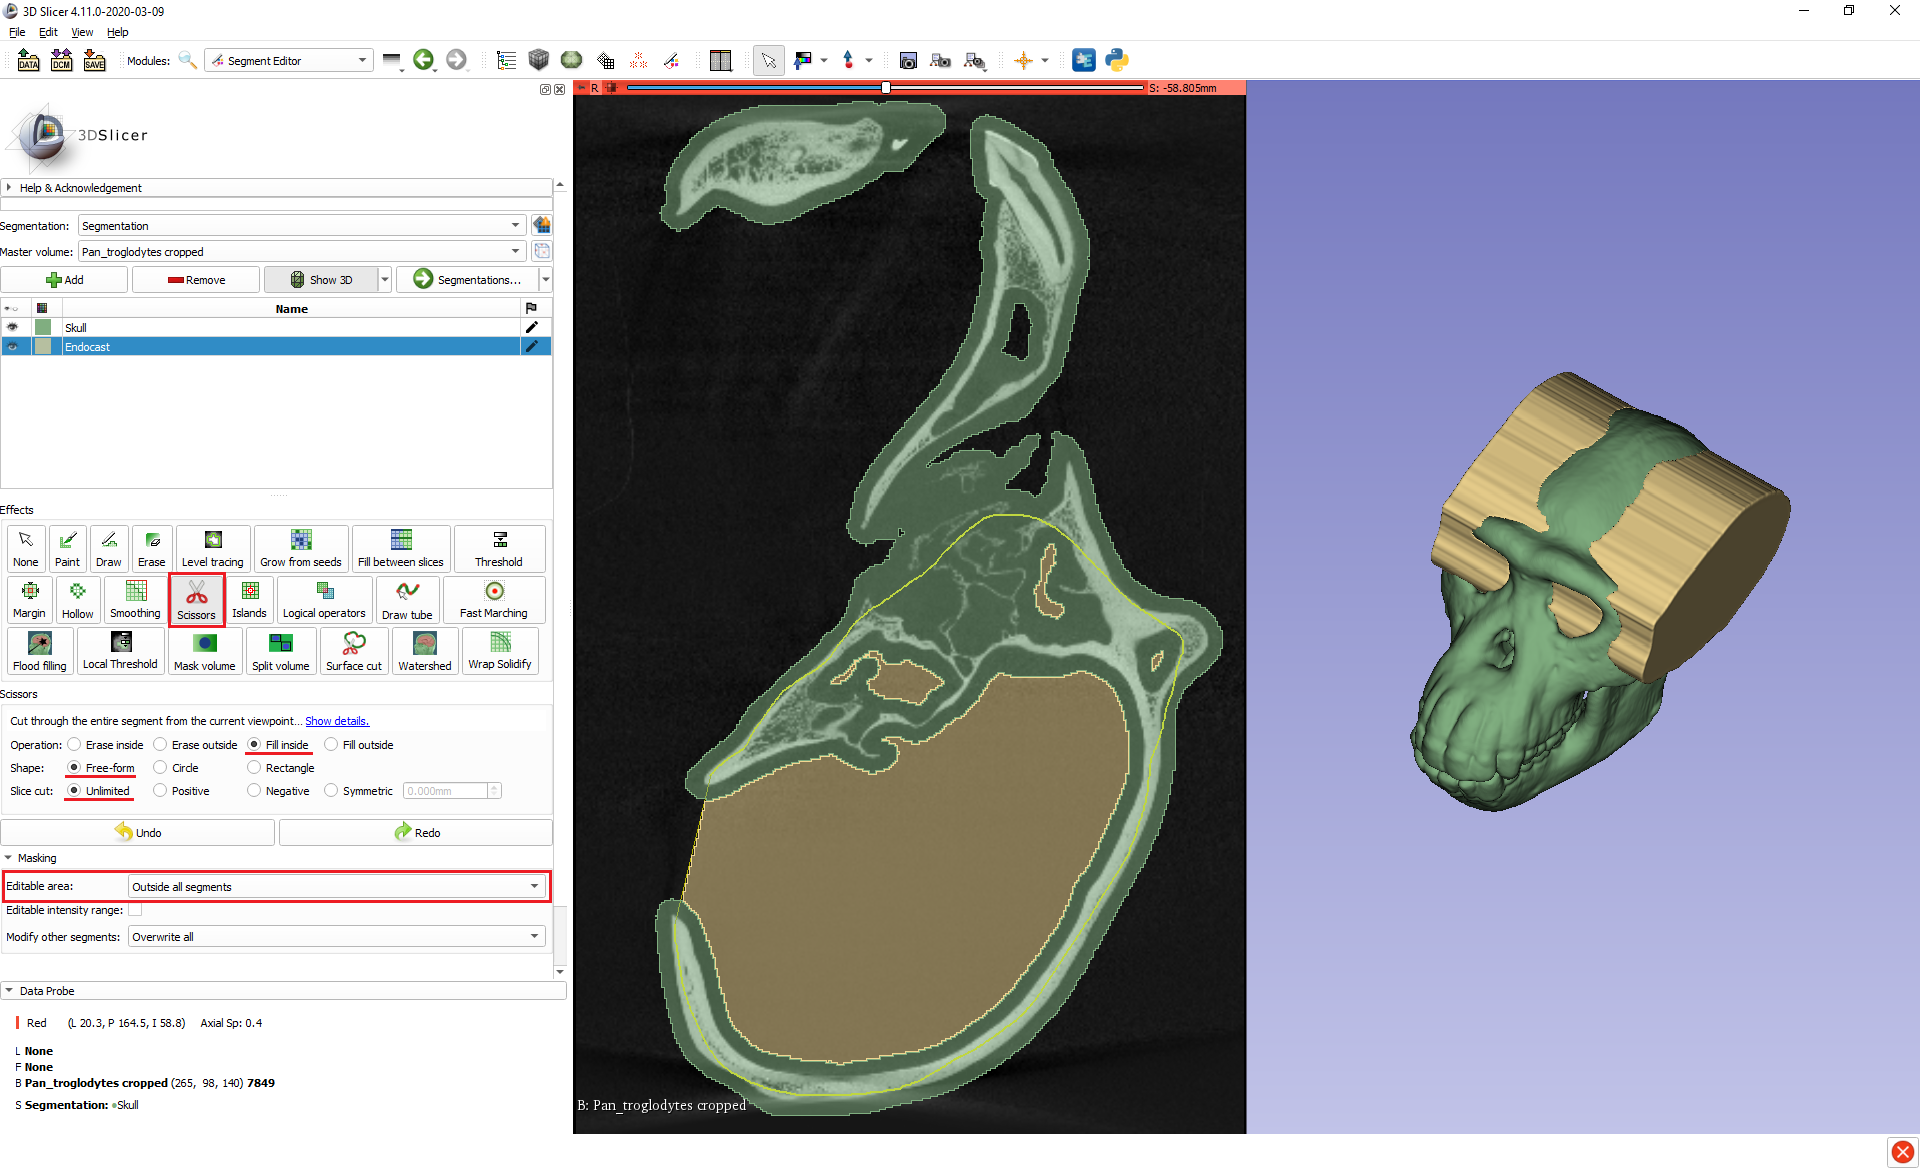 3D Slicer 4.11.0-2020-03-09
File Edit View Help
DATA DCM SAVE Modules: Segment Editor
R S: -58.805mm
3DSlicer
Help & Acknowledgement
Segmentation: Segmentation
Master volume: Pan_troglodytes cropped
Add Remove Show 3D Segmentations...
Name
Skull
Endocast
Effects
None Paint Draw Erase Level tracing Grow from seeds Fill between slices Threshold
Margin Hollow Smoothing Scissors Islands Logical operators Draw tube Fast Marching
Flood filling Local Threshold Mask volume Split volume Surface cut Watershed Wrap Solidify
Scissors
Cut through the entire segment from the current viewpoint... Show details.
Operation: Erase inside Erase outside Fill inside Fill outside
Shape: Free-form Circle Rectangle
Slice cut: Unlimited Positive Negative Symmetric 0.000mm
Undo Redo
Masking
Editable area: Outside all segments
Editable intensity range:
Modify other segments: Overwrite all
Data Probe
Red (L 20.3, P 164.5, I 58.8) Axial Sp: 0.4
L None
F None
B Pan_troglodytes cropped (265, 98, 140) 7849
S Segmentation: Skull
B: Pan_troglodytes cropped